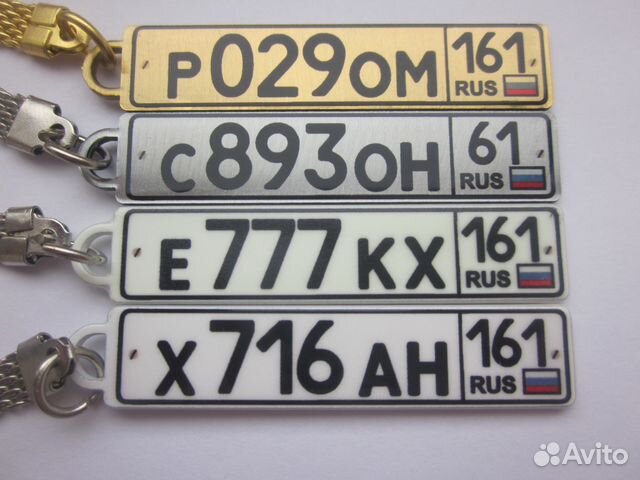 Р029ОМ 161 RUS
С893ОН 61 RUS
Е777КХ 161 RUS
Х716АН 161 RUS
Avito